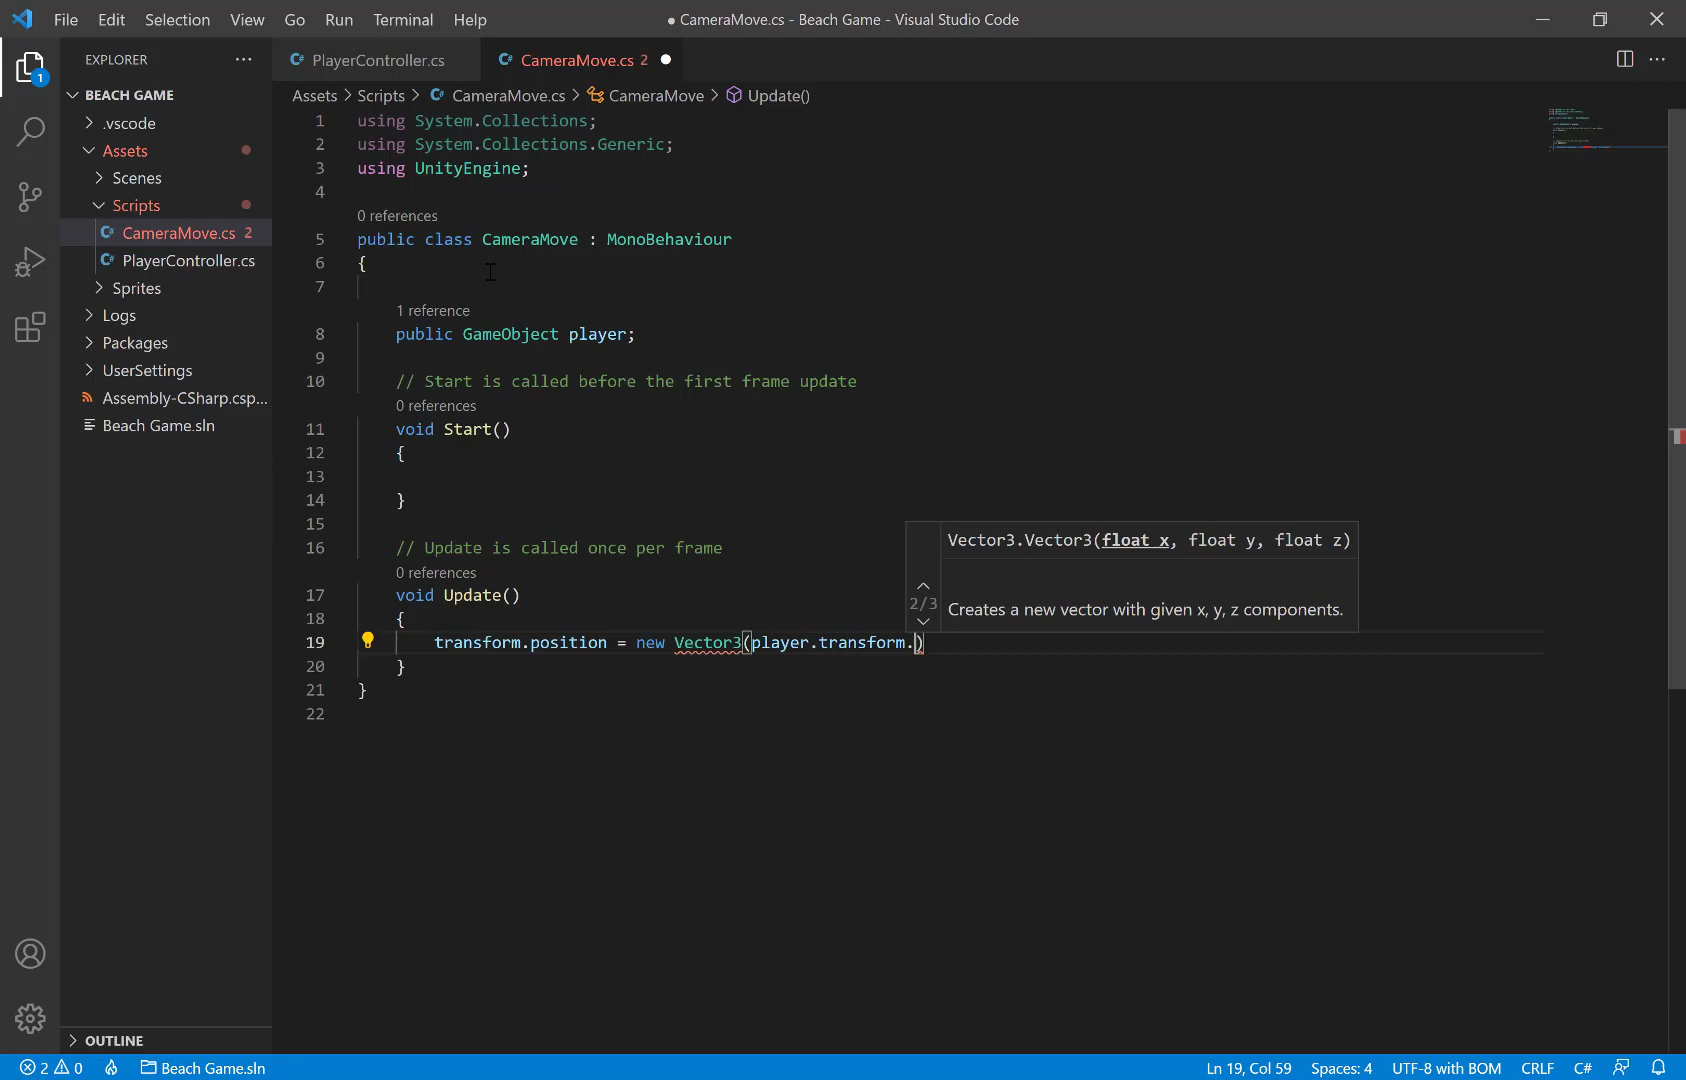 File Edit Selection View Go Run Terminal Help ● CameraMove.cs - Beach Game - Visual Studio Code
EXPLORER ···
PlayerController.cs
CameraMove.cs 2
1
BEACH GAME
.vscode
Assets
Scenes
Scripts
CameraMove.cs 2
PlayerController.cs
Sprites
Logs
Packages
UserSettings
Assembly-CSharp.csp...
Beach Game.sln
OUTLINE
Assets > Scripts > CameraMove.cs > CameraMove > Update()
1 using System.Collections;
2 using System.Collections.Generic;
3 using UnityEngine;
4
0 references
5 public class CameraMove : MonoBehaviour
6 {
7
1 reference
8 public GameObject player;
9
10 // Start is called before the first frame update
0 references
11 void Start()
12 {
13
14 }
15
16 // Update is called once per frame
0 references
17 void Update()
18 {
19 transform.position = new Vector3(player.transform.)
20 }
21 }
22
Vector3.Vector3(float x, float y, float z)
2/3
Creates a new vector with given x, y, z components.
2 0 Beach Game.sln Ln 19, Col 59 Spaces: 4 UTF-8 with BOM CRLF C#